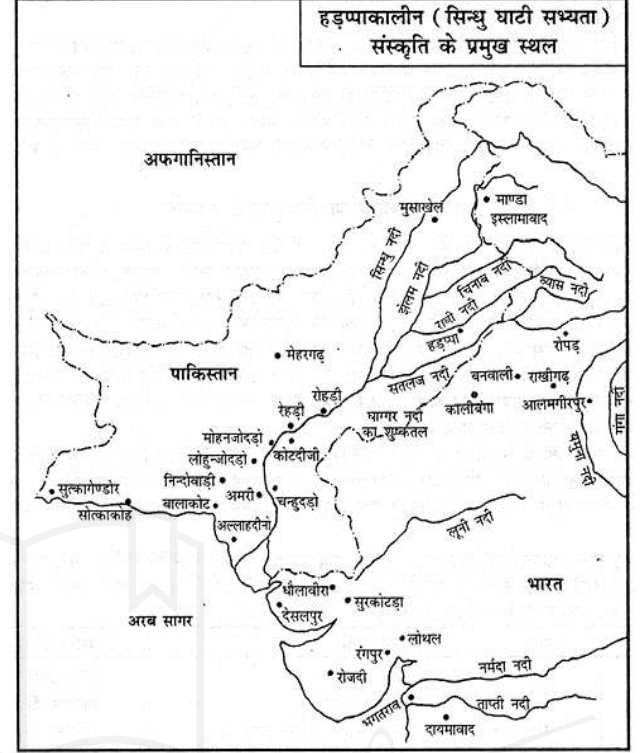 हड़प्पाकालीन ( सिन्धु घाटी सभ्यता )
संस्कृति के प्रमुख स्थल
अफगानिस्तान
मुसाखेल
माण्डा
इस्लामाबाद
सिन्धु नदी
झेलम नदी
चिनाब नदी
व्यास नदी
रावी नदी
हड़प्पा
रोपड़
मेहरगढ़
पाकिस्तान
सतलज नदी
बनवाली
राखीगढ़
गंगा नदी
रोहड़ी
रेहड़ी
घाग्गर नदी
का शुष्कतल
कालीबंगा
आलमगीरपुर
यमुना नदी
मोहनजोदड़ो
कोटदीजी
लोहुन्जोदड़ो
निन्दोवाड़ी
सुत्कागेण्डोर
अमरी
चन्हुदड़ो
सोत्काकोह
बालाकोट
अल्लाहदीनो
लूनी नदी
धौलावीरा
भारत
सुरकोटड़ा
देसलपुर
अरब सागर
लोथल
रंगपुर
रोजदी
नर्मदा नदी
भगतराव
ताप्ती नदी
दायमावाद